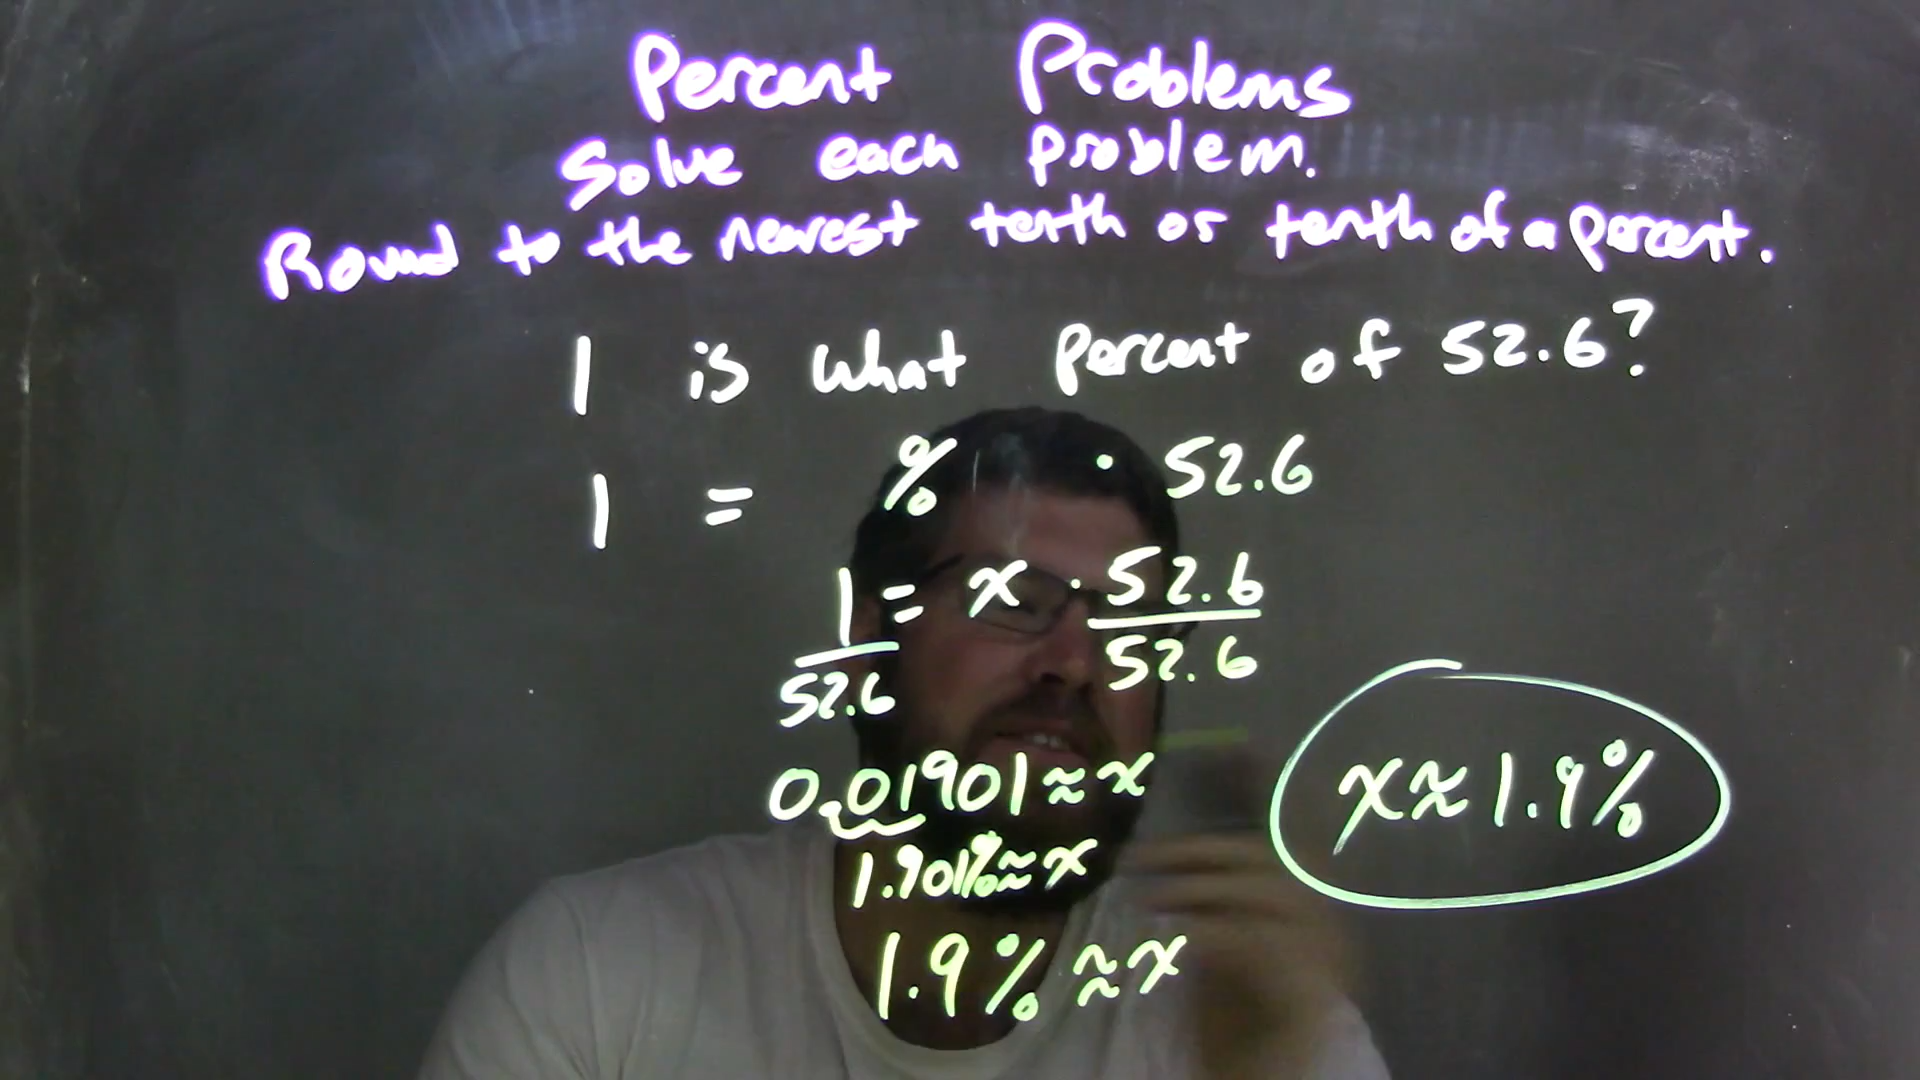 Percent Problems
Solve each problem.
Round to the nearest tenth or tenth of a percent.
1 is what percent of 52.6?
1 = % · 52.6
1 = x · 52.6
52.6 52.6
0.01901 ≈ x
1.901% ≈ x
1.9% ≈ x
x ≈ 1.9%